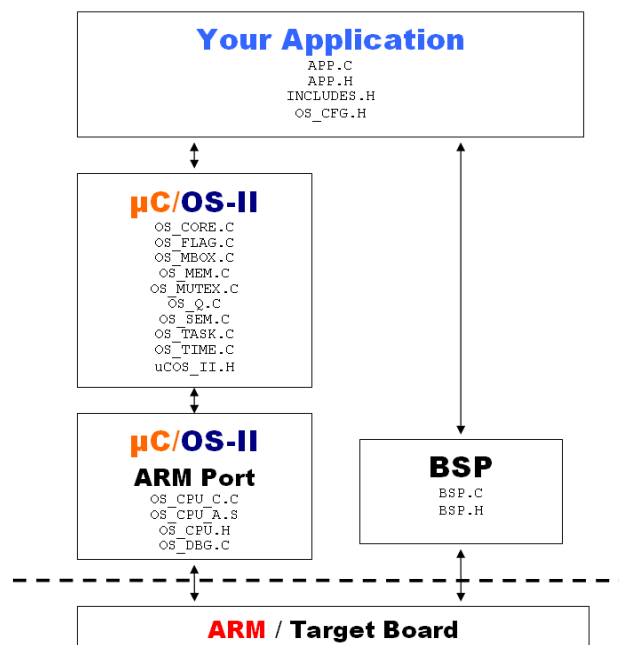 Your Application
APP.C
APP.H
INCLUDES.H
OS_CFG.H
µC/OS-II
OS_CORE.C
OS_FLAG.C
OS_MBOX.C
OS_MEM.C
OS_MUTEX.C
OS_Q.C
OS_SEM.C
OS_TASK.C
OS_TIME.C
uCOS_II.H
µC/OS-II
ARM Port
OS_CPU_C.C
OS_CPU_A.S
OS_CPU.H
OS_DBG.C
BSP
BSP.C
BSP.H
ARM / Target Board